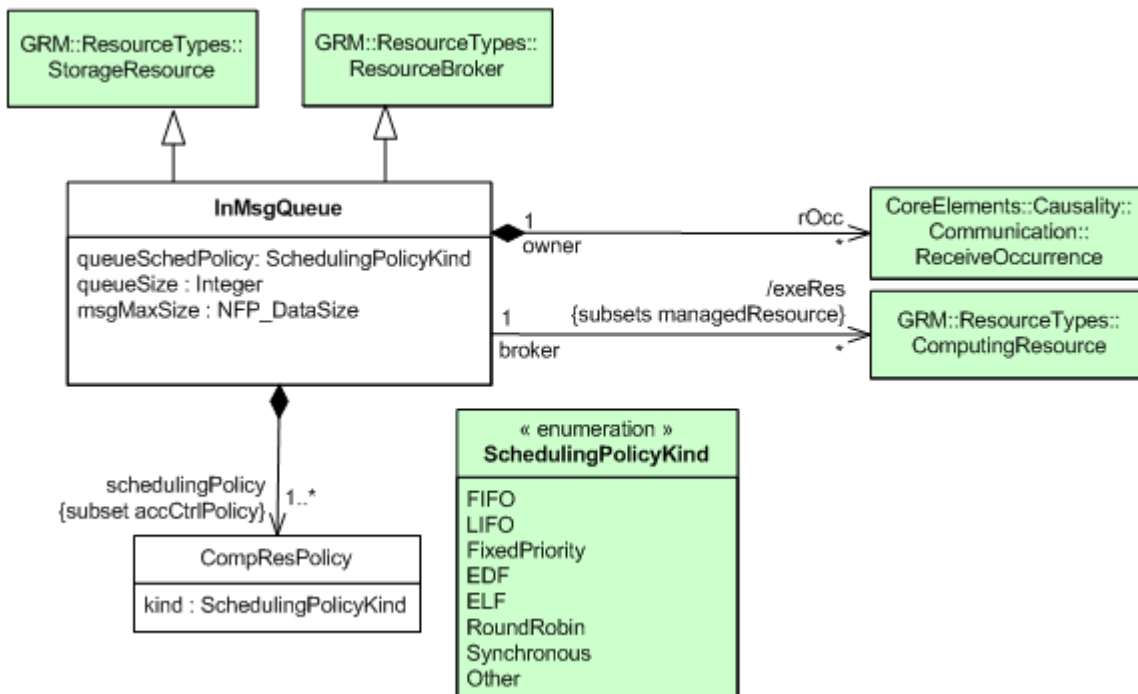 GRM::ResourceTypes::
StorageResource
GRM::ResourceTypes::
ResourceBroker
InMsgQueue
queueSchedPolicy: SchedulingPolicyKind
queueSize : Integer
msgMaxSize : NFP_DataSize
1
owner
rOcc
*
CoreElements::Causality::
Communication::
ReceiveOccurrence
1
broker
/exeRes
{subsets managedResource}
*
GRM::ResourceTypes::
ComputingResource
schedulingPolicy
{subset accCtrlPolicy}
1..*
CompResPolicy
kind : SchedulingPolicyKind
« enumeration »
SchedulingPolicyKind
FIFO
LIFO
FixedPriority
EDF
ELF
RoundRobin
Synchronous
Other